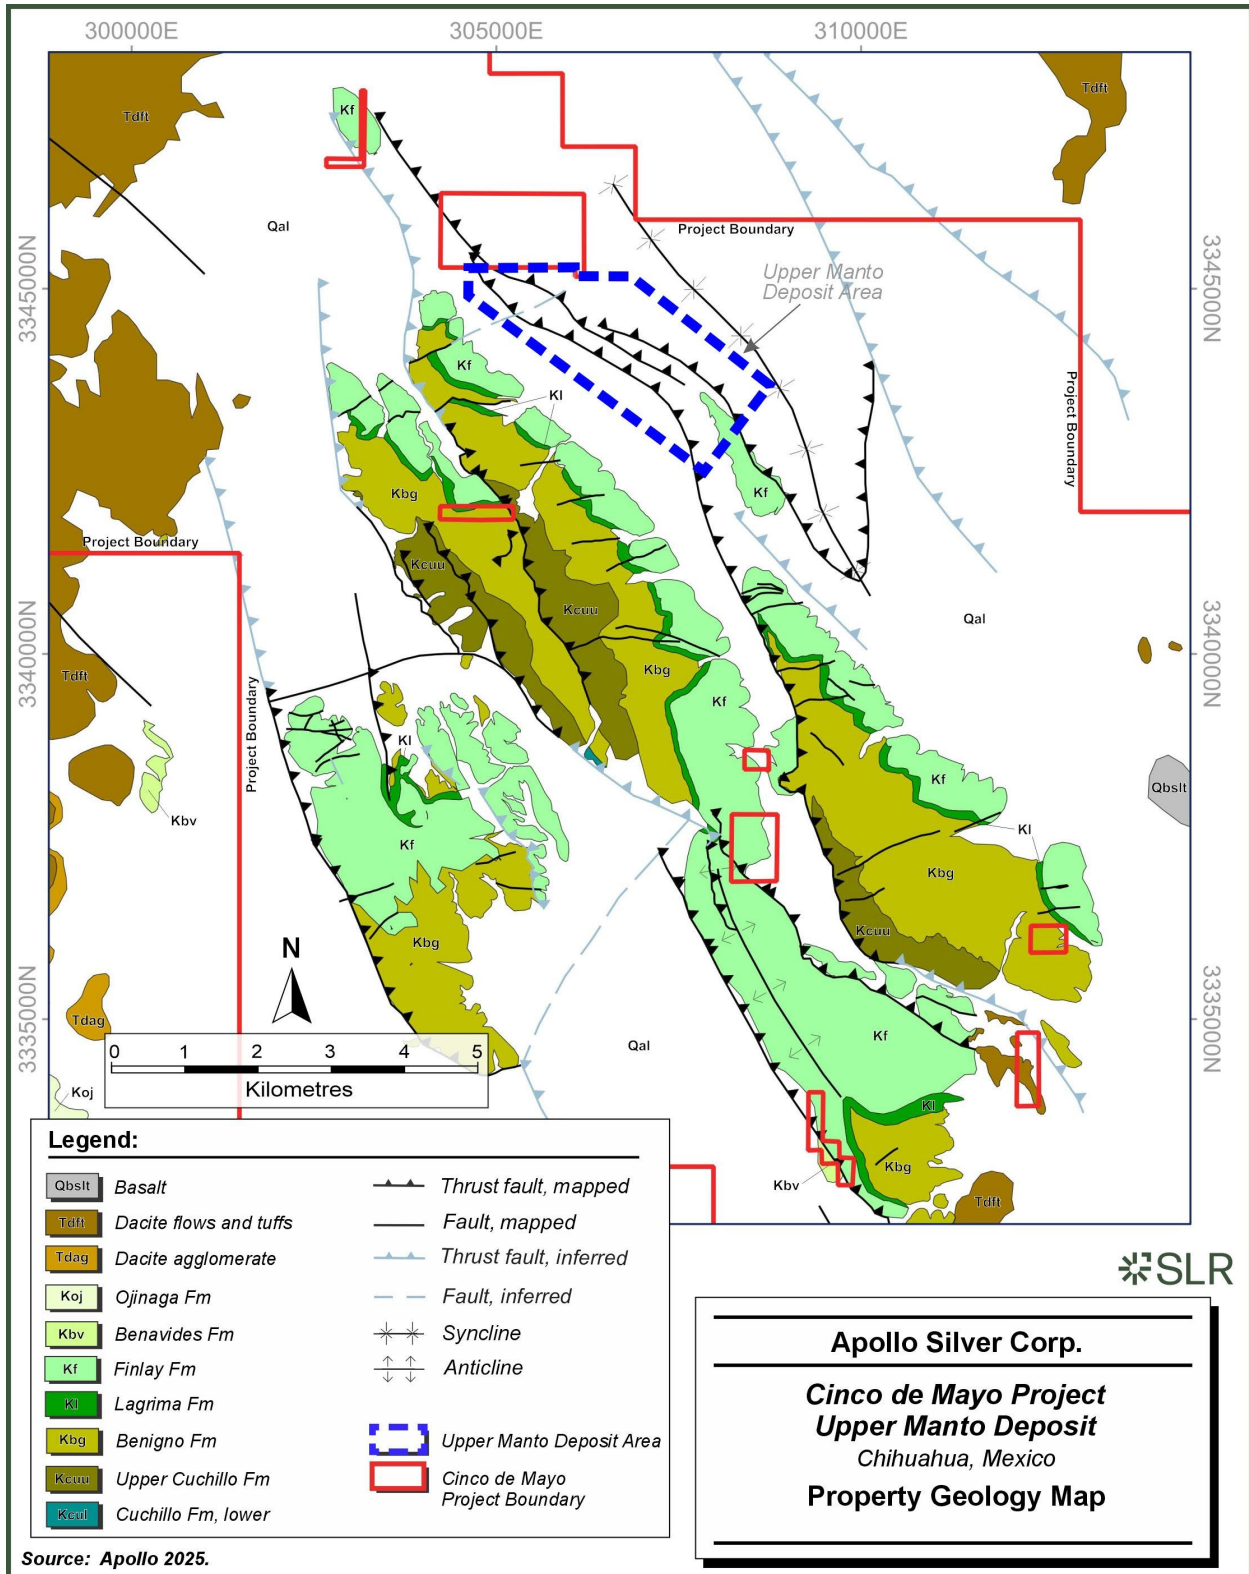 3000000E
305000E
310000E
Tdft
Tdft
Kf
Qal
Project Boundary
Upper Manto
Deposit Area
3345000N
3345000N
Kf
Kl
Project Boundary
Kbg
Kf
Project Boundary
Kcuu
Kcuu
Qal
3340000N
3340000N
Tdft
Kbg
Project Boundary
Kf
Kl
Kf
Qbslt
Kbv
Kl
Kf
Kbg
Kbg
Kcuu
N
3335000N
3335000N
Tdag
Kf
Qal
0 1 2 3 4 5
Kilometres
Koj
Kl
Kbg
Kbv
Tdft
Legend:
Qbslt Basalt
Tdft Dacite flows and tuffs
Tdag Dacite agglomerate
Koj Ojinaga Fm
Kbv Benavides Fm
Kf Finlay Fm
Kl Lagrima Fm
Kbg Benigno Fm
Kcuu Upper Cuchillo Fm
Kcul Cuchillo Fm, lower
Thrust fault, mapped
Fault, mapped
Thrust fault, inferred
Fault, inferred
Syncline
Anticline
Upper Manto Deposit Area
Cinco de Mayo
Project Boundary
SLR
Apollo Silver Corp.
Cinco de Mayo Project
Upper Manto Deposit
Chihuahua, Mexico
Property Geology Map
Source: Apollo 2025.